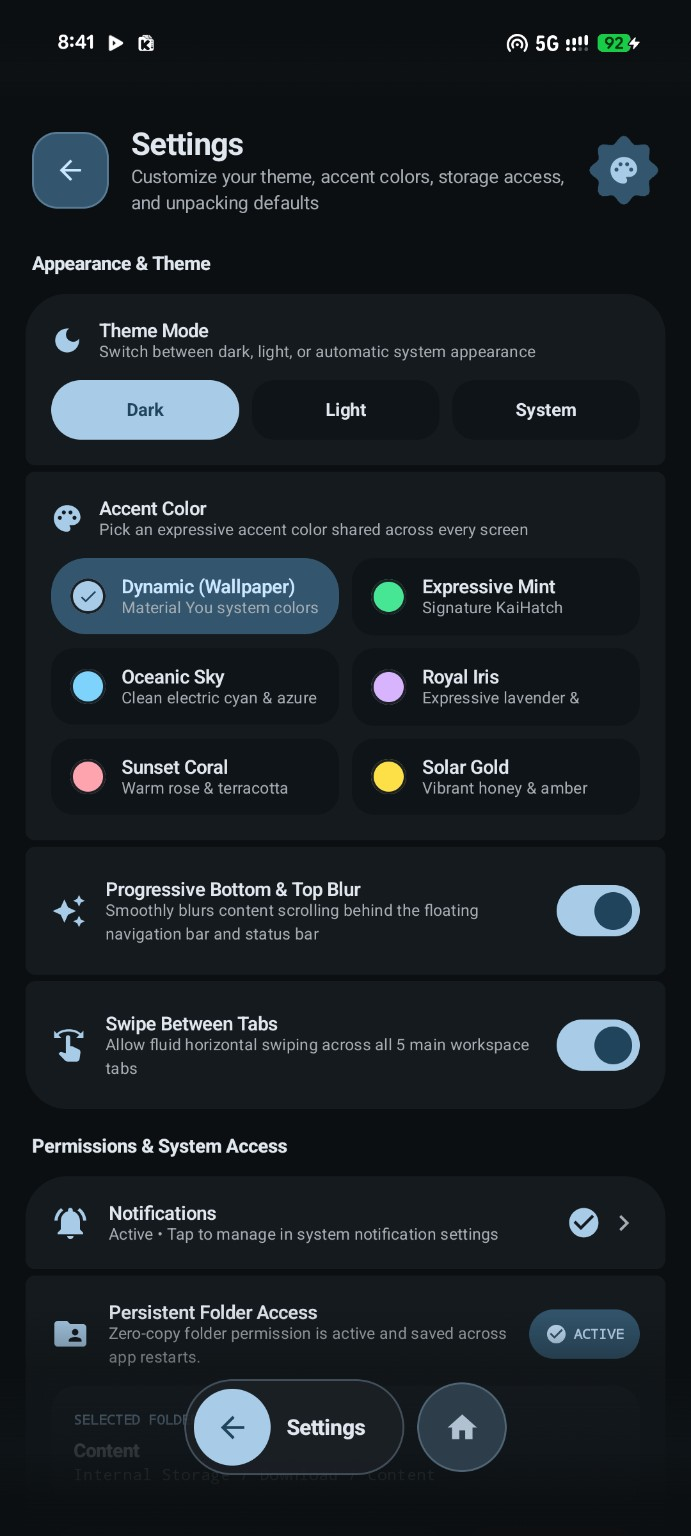 8:41
5G
92
Settings
Customize your theme, accent colors, storage access,
and unpacking defaults
Appearance & Theme
Theme Mode
Switch between dark, light, or automatic system appearance
Dark
Light
System
Accent Color
Pick an expressive accent color shared across every screen
Dynamic (Wallpaper)
Material You system colors
Expressive Mint
Signature KaiHatch
Oceanic Sky
Clean electric cyan & azure
Royal Iris
Expressive lavender &
Sunset Coral
Warm rose & terracotta
Solar Gold
Vibrant honey & amber
Progressive Bottom & Top Blur
Smoothly blurs content scrolling behind the floating
navigation bar and status bar
Swipe Between Tabs
Allow fluid horizontal swiping across all 5 main workspace
tabs
Permissions & System Access
Notifications
Active • Tap to manage in system notification settings
Persistent Folder Access
Zero-copy folder permission is active and saved across
app restarts.
ACTIVE
SELECTED
Settings
Content
Internal Storage / Download / Content